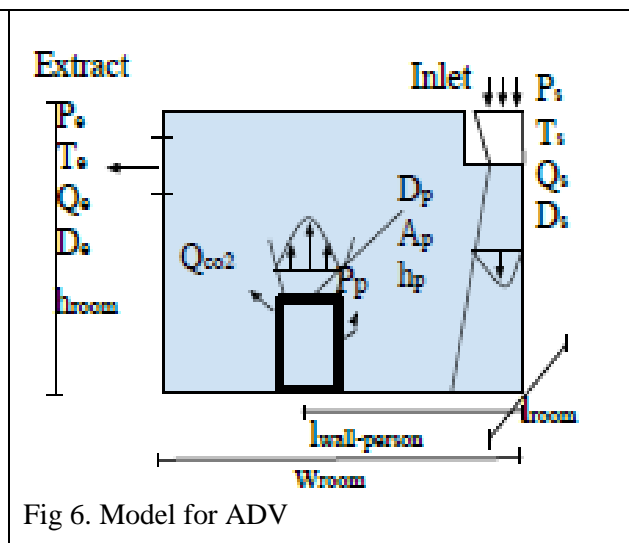 Extract
Inlet
Pe
Te
Qe
De
hroom
Ps
Ts
Qs
Ds
Dp
Ap
hp
Qco2
Pp
lroom
lwall-person
Wroom
Fig 6. Model for ADV